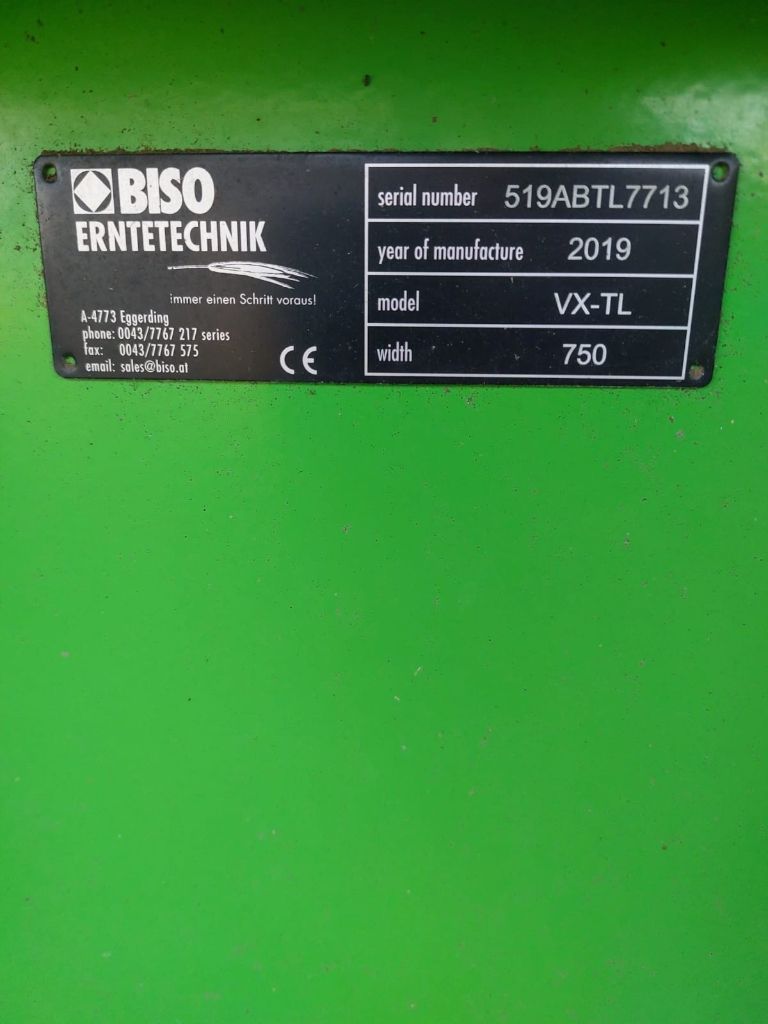 BISO
ERNTETECHNIK
immer einen Schritt voraus!
A-4773 Eggerding
phone: 0043/7767 217 series
fax: 0043/7767 575
email: sales@biso.at
CE
serial number 519ABTL7713
year of manufacture 2019
model VX-TL
width 750